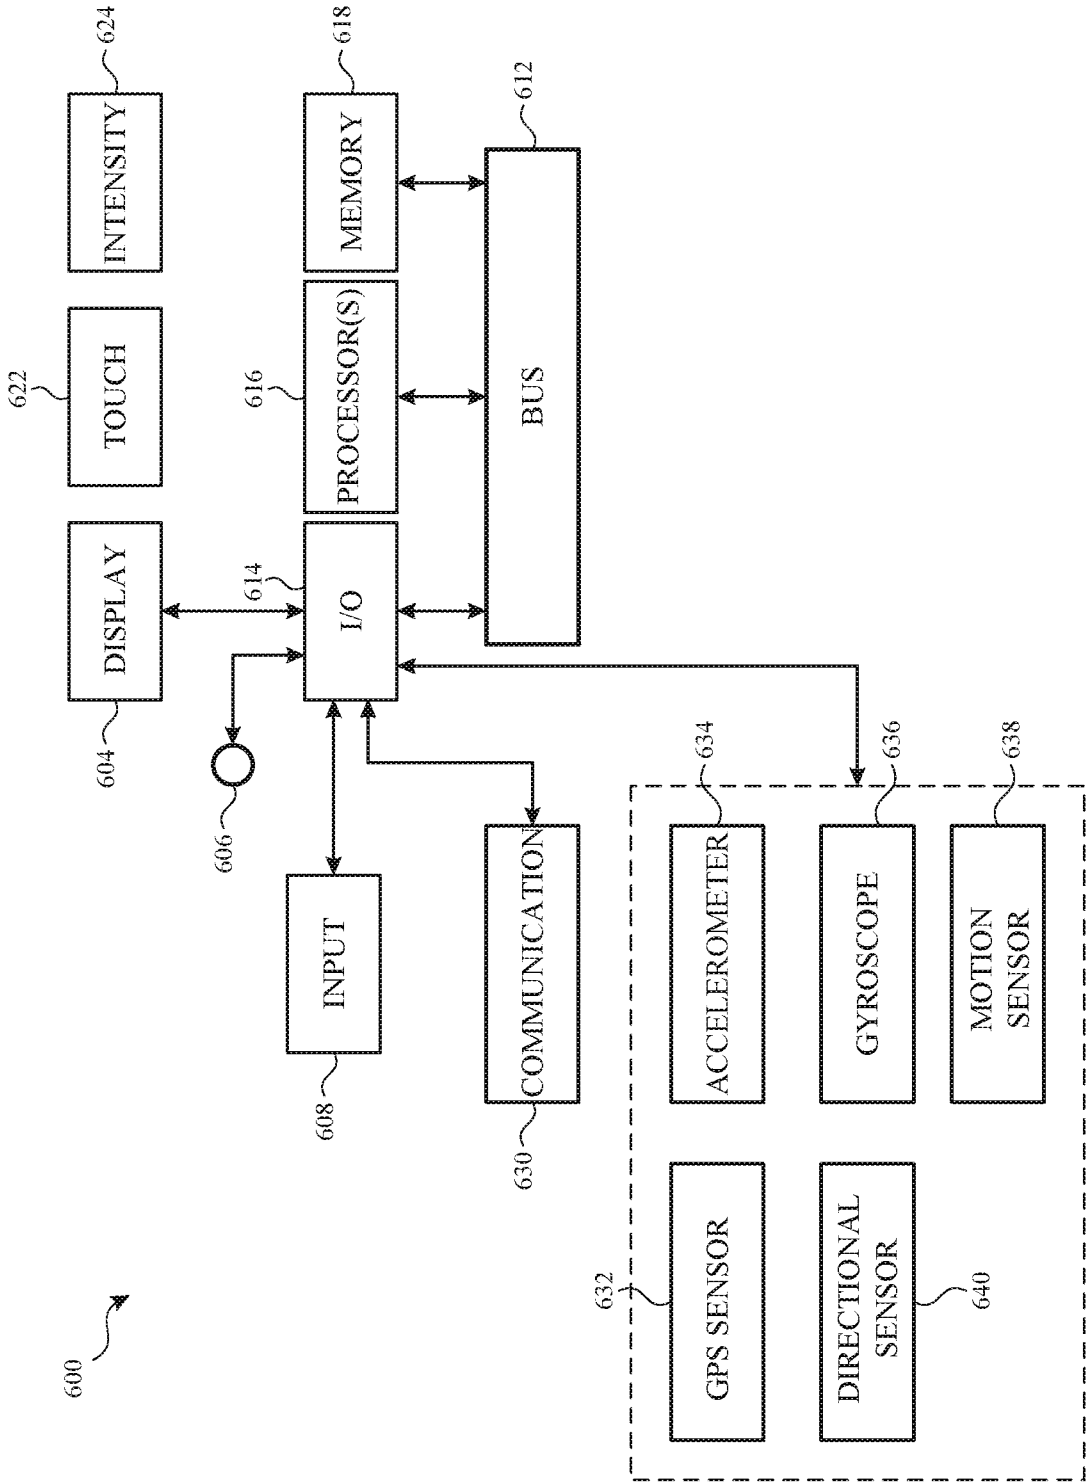 600
604
DISPLAY
622
TOUCH
INTENSITY
624
606
608
INPUT
614
I/O
616
PROCESSOR(S)
MEMORY
618
630
COMMUNICATION
BUS
612
632
GPS SENSOR
ACCELEROMETER
634
DIRECTIONAL
SENSOR
640
GYROSCOPE
636
MOTION
SENSOR
638